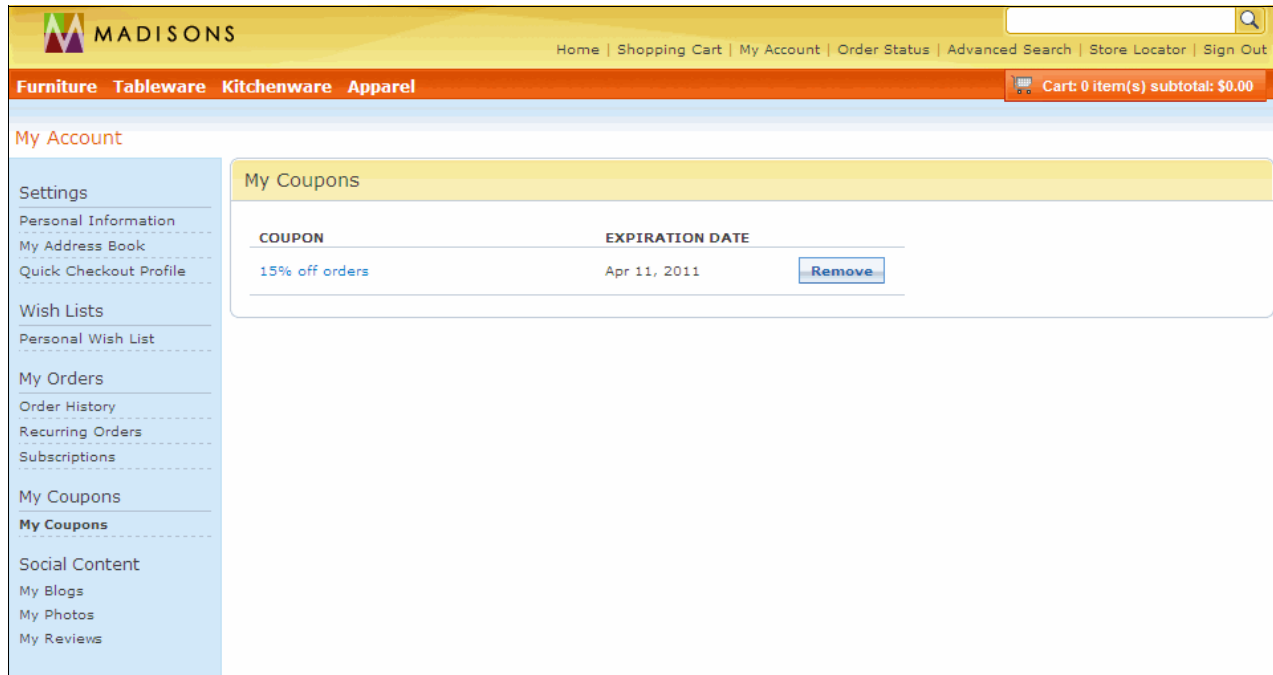 MADISONS
Home | Shopping Cart | My Account | Order Status | Advanced Search | Store Locator | Sign Out
Furniture Tableware Kitchenware Apparel
Cart: 0 item(s) subtotal: $0.00
My Account
Settings
Personal Information
My Address Book
Quick Checkout Profile
Wish Lists
Personal Wish List
My Orders
Order History
Recurring Orders
Subscriptions
My Coupons
My Coupons
Social Content
My Blogs
My Photos
My Reviews
My Coupons
COUPON EXPIRATION DATE
15% off orders Apr 11, 2011 Remove